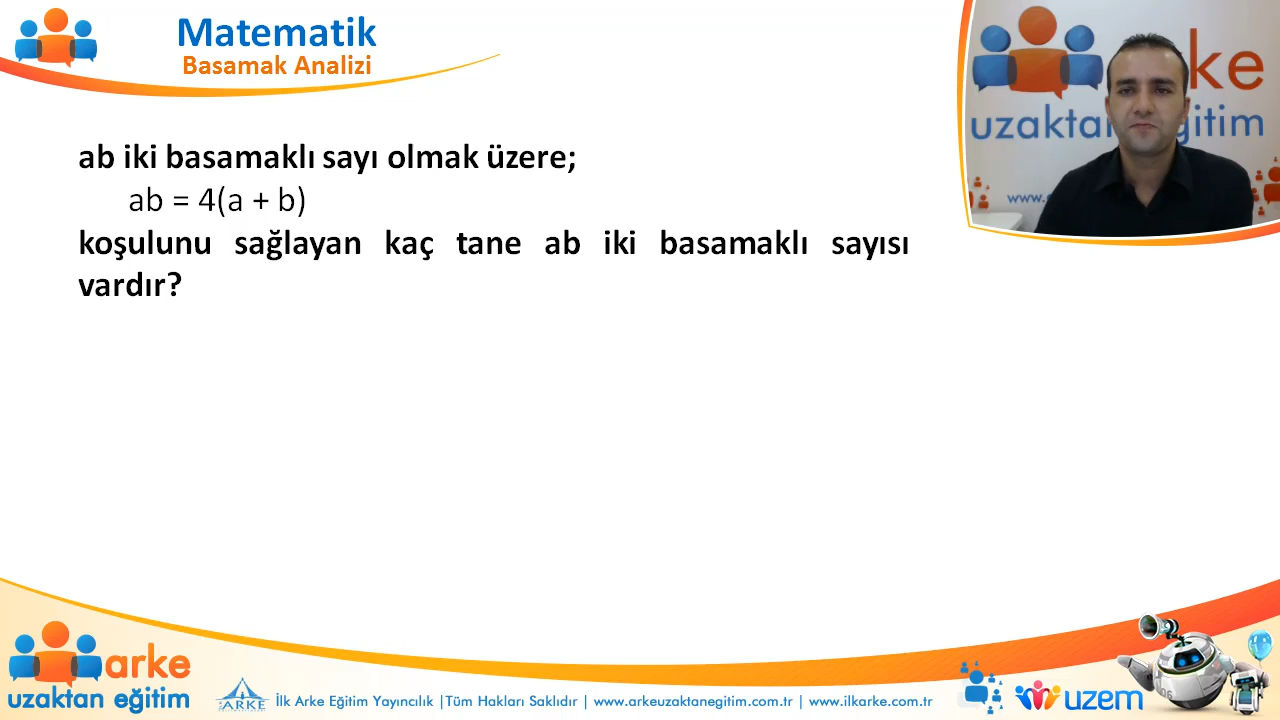 Matematik
Basamak Analizi
ke
uzaktan eğitim
www.
ab iki basamaklı sayı olmak üzere;
ab = 4(a + b)
koşulunu sağlayan kaç tane ab iki basamaklı sayısı
vardır?
arke
uzaktan eğitim
ARKE
İlk Arke Eğitim Yayıncılık |Tüm Hakları Saklıdır | www.arkeuzaktanegitim.com.tr | www.ilkarke.com.tr
uzem